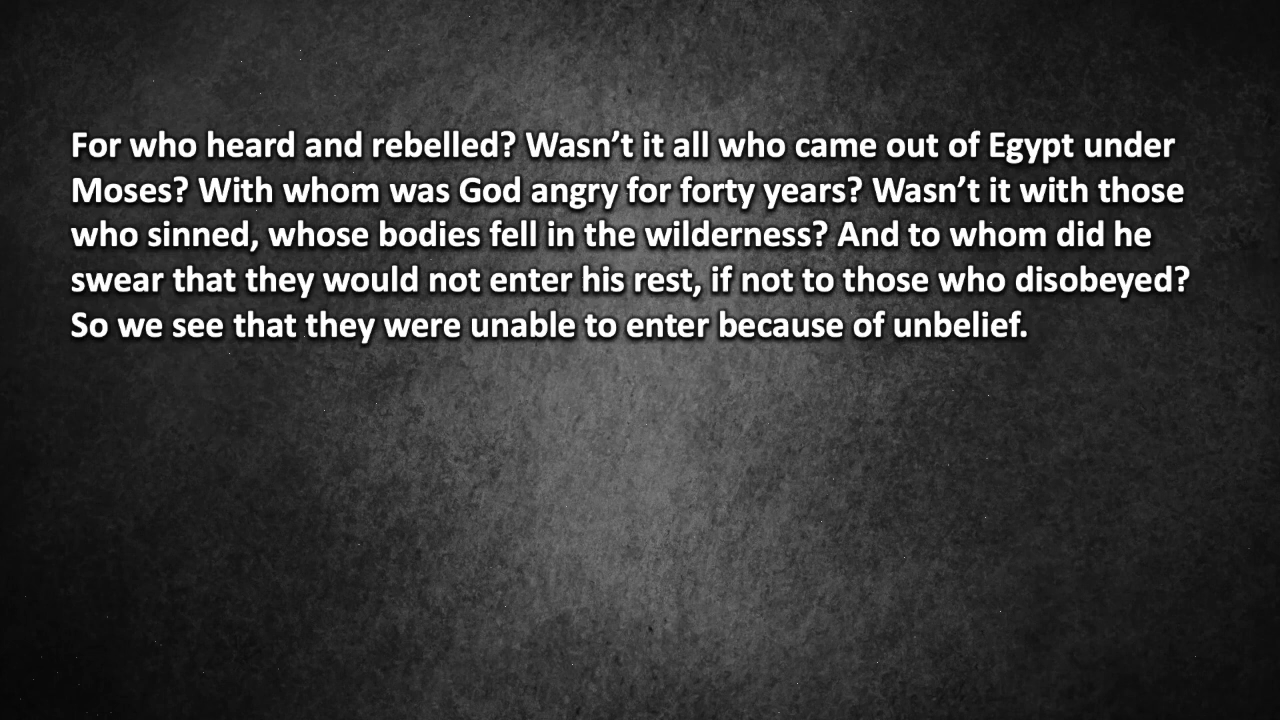 For who heard and rebelled? Wasn’t it all who came out of Egypt under
Moses? With whom was God angry for forty years? Wasn’t it with those
who sinned, whose bodies fell in the wilderness? And to whom did he
swear that they would not enter his rest, if not to those who disobeyed?
So we see that they were unable to enter because of unbelief.